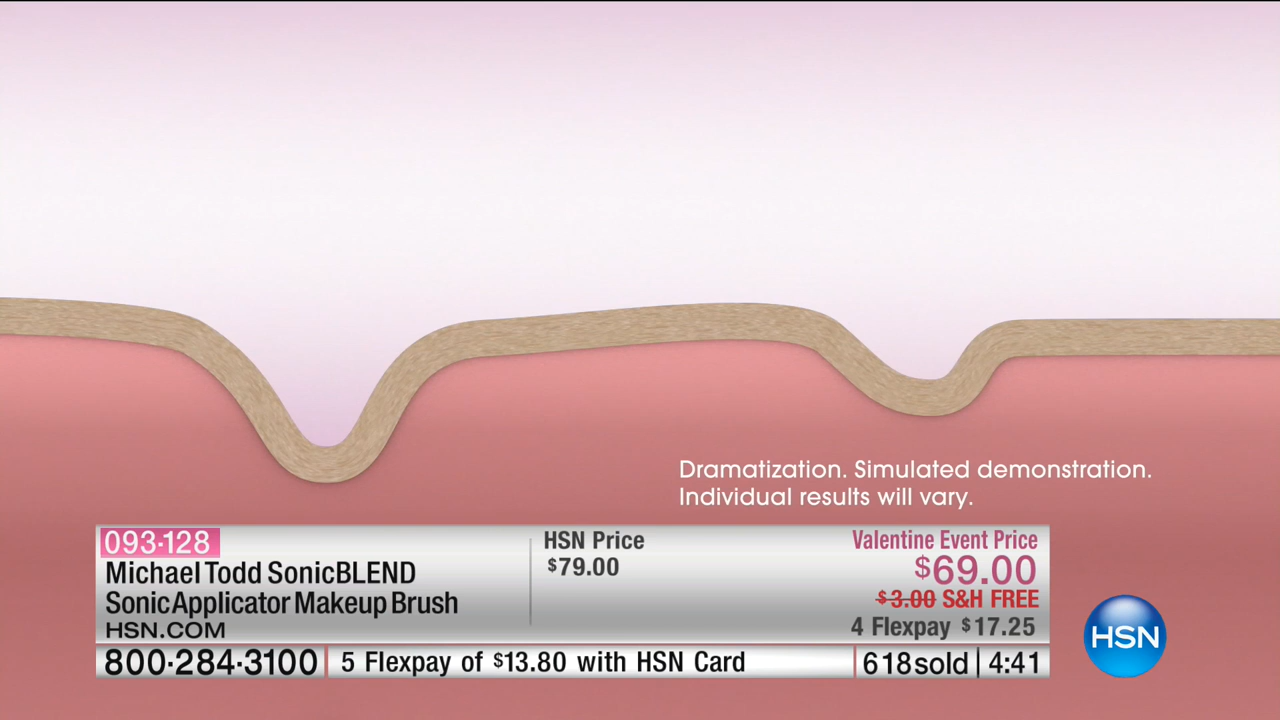 Dramatization. Simulated demonstration.
Individual results will vary.
093·128
Michael Todd SonicBLEND
Sonic Applicator Makeup Brush
HSN.COM
HSN Price
$79.00
Valentine Event Price
$69.00
$3.00 S&H FREE
4 Flexpay $17.25
HSN
800·284·3100
5 Flexpay of $13.80 with HSN Card
618sold
4:41